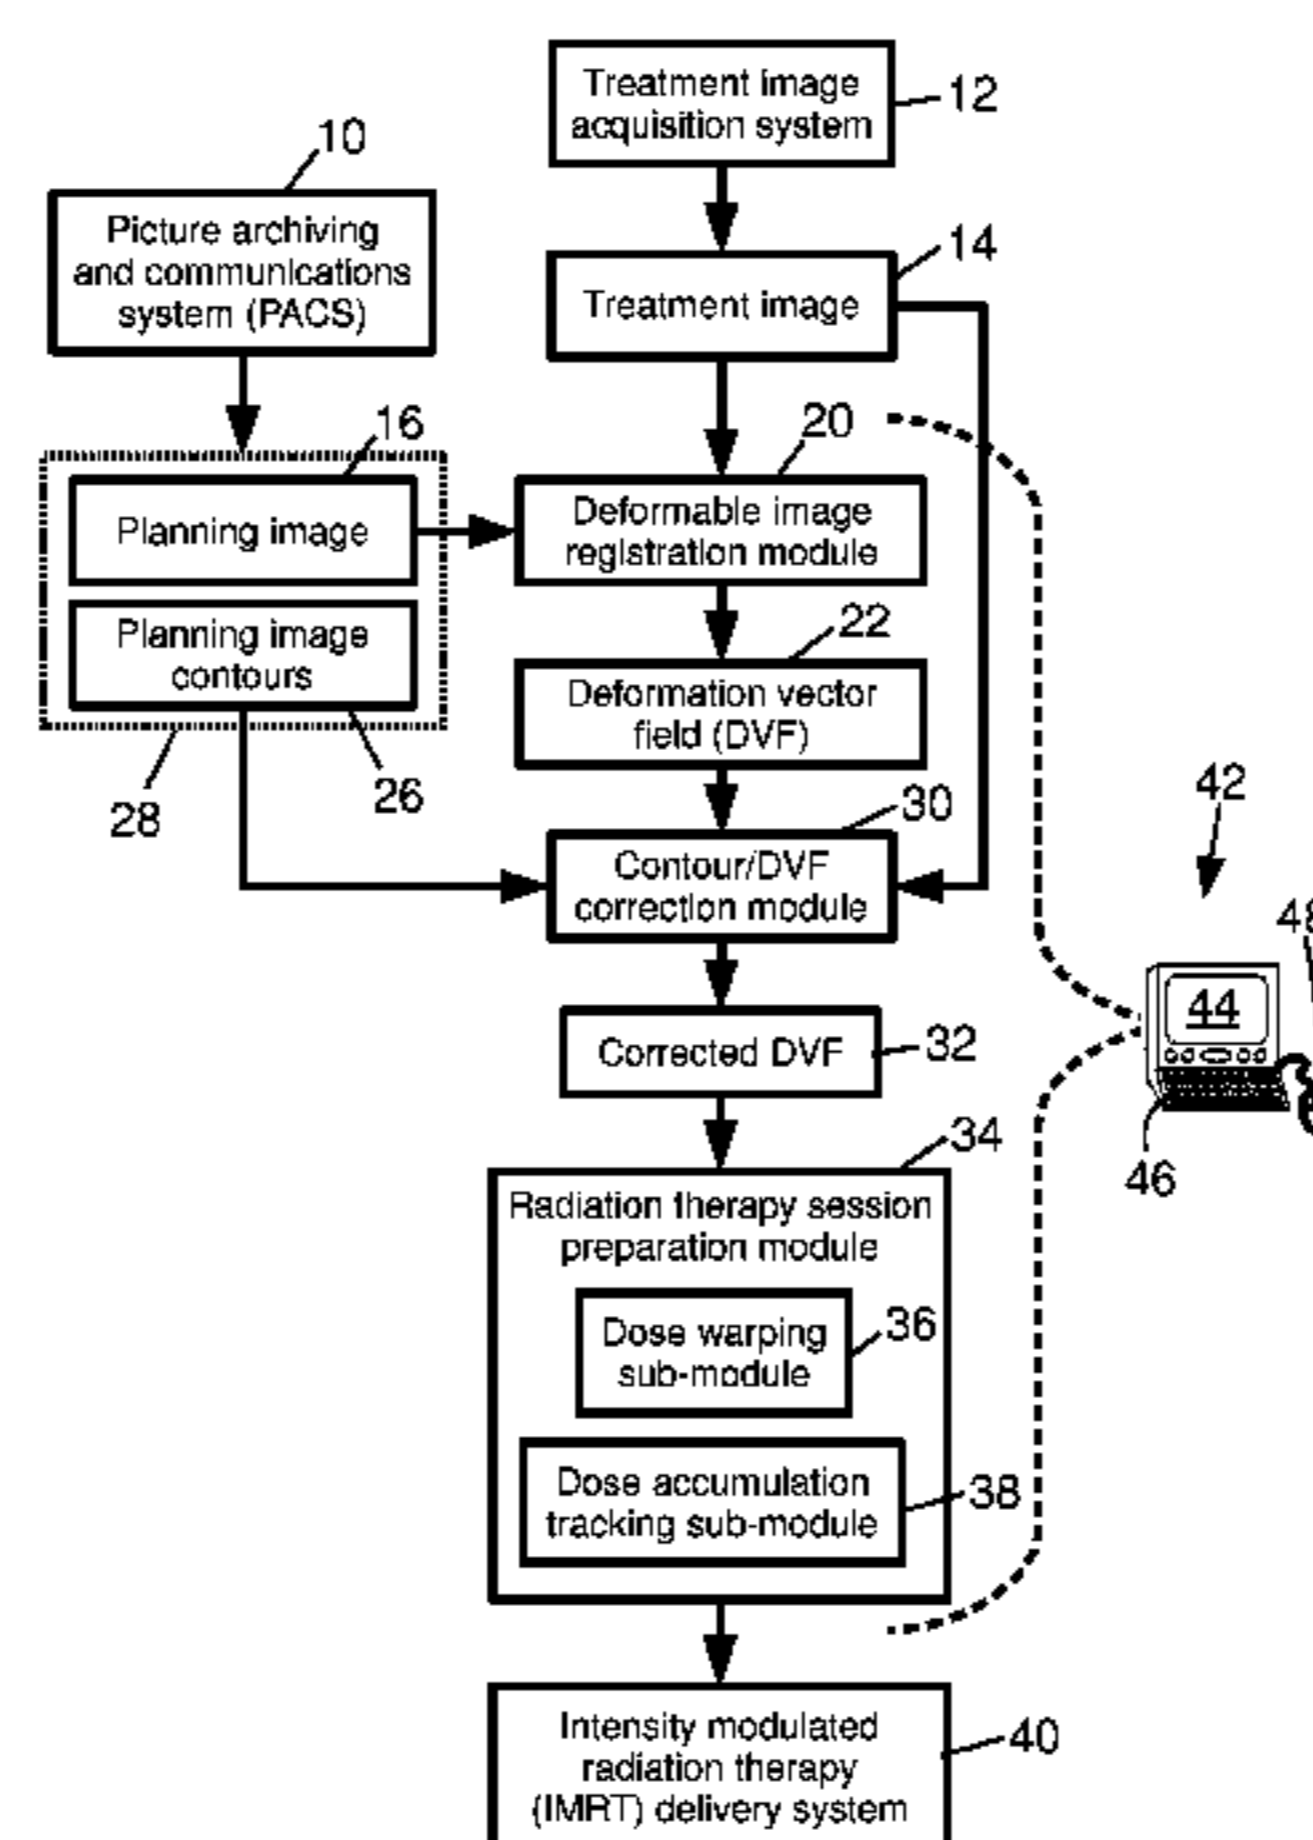 Treatment image
acquisition system
12
10
Picture archiving
and communications
system (PACS)
14
Treatment image
16
20
Planning image
Deformable image
registration module
Planning image
contours
22
Deformation vector
field (DVF)
28
26
30
42
Contour/DVF
correction module
48
44
Corrected DVF
32
46
34
Radiation therapy session
preparation module
Dose warping
sub-module
36
Dose accumulation
tracking sub-module
38
Intensity modulated
radiation therapy
(IMRT) delivery system
40